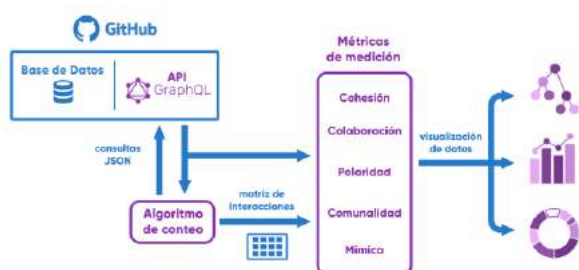 GitHub
Base de Datos
API
GraphQL
consultas
JSON
Algoritmo
de conteo
matriz de
interacciones
Métricas
de medición
Cohesión
Colaboración
Polaridad
Comunalidad
Mímica
visualización
de datos